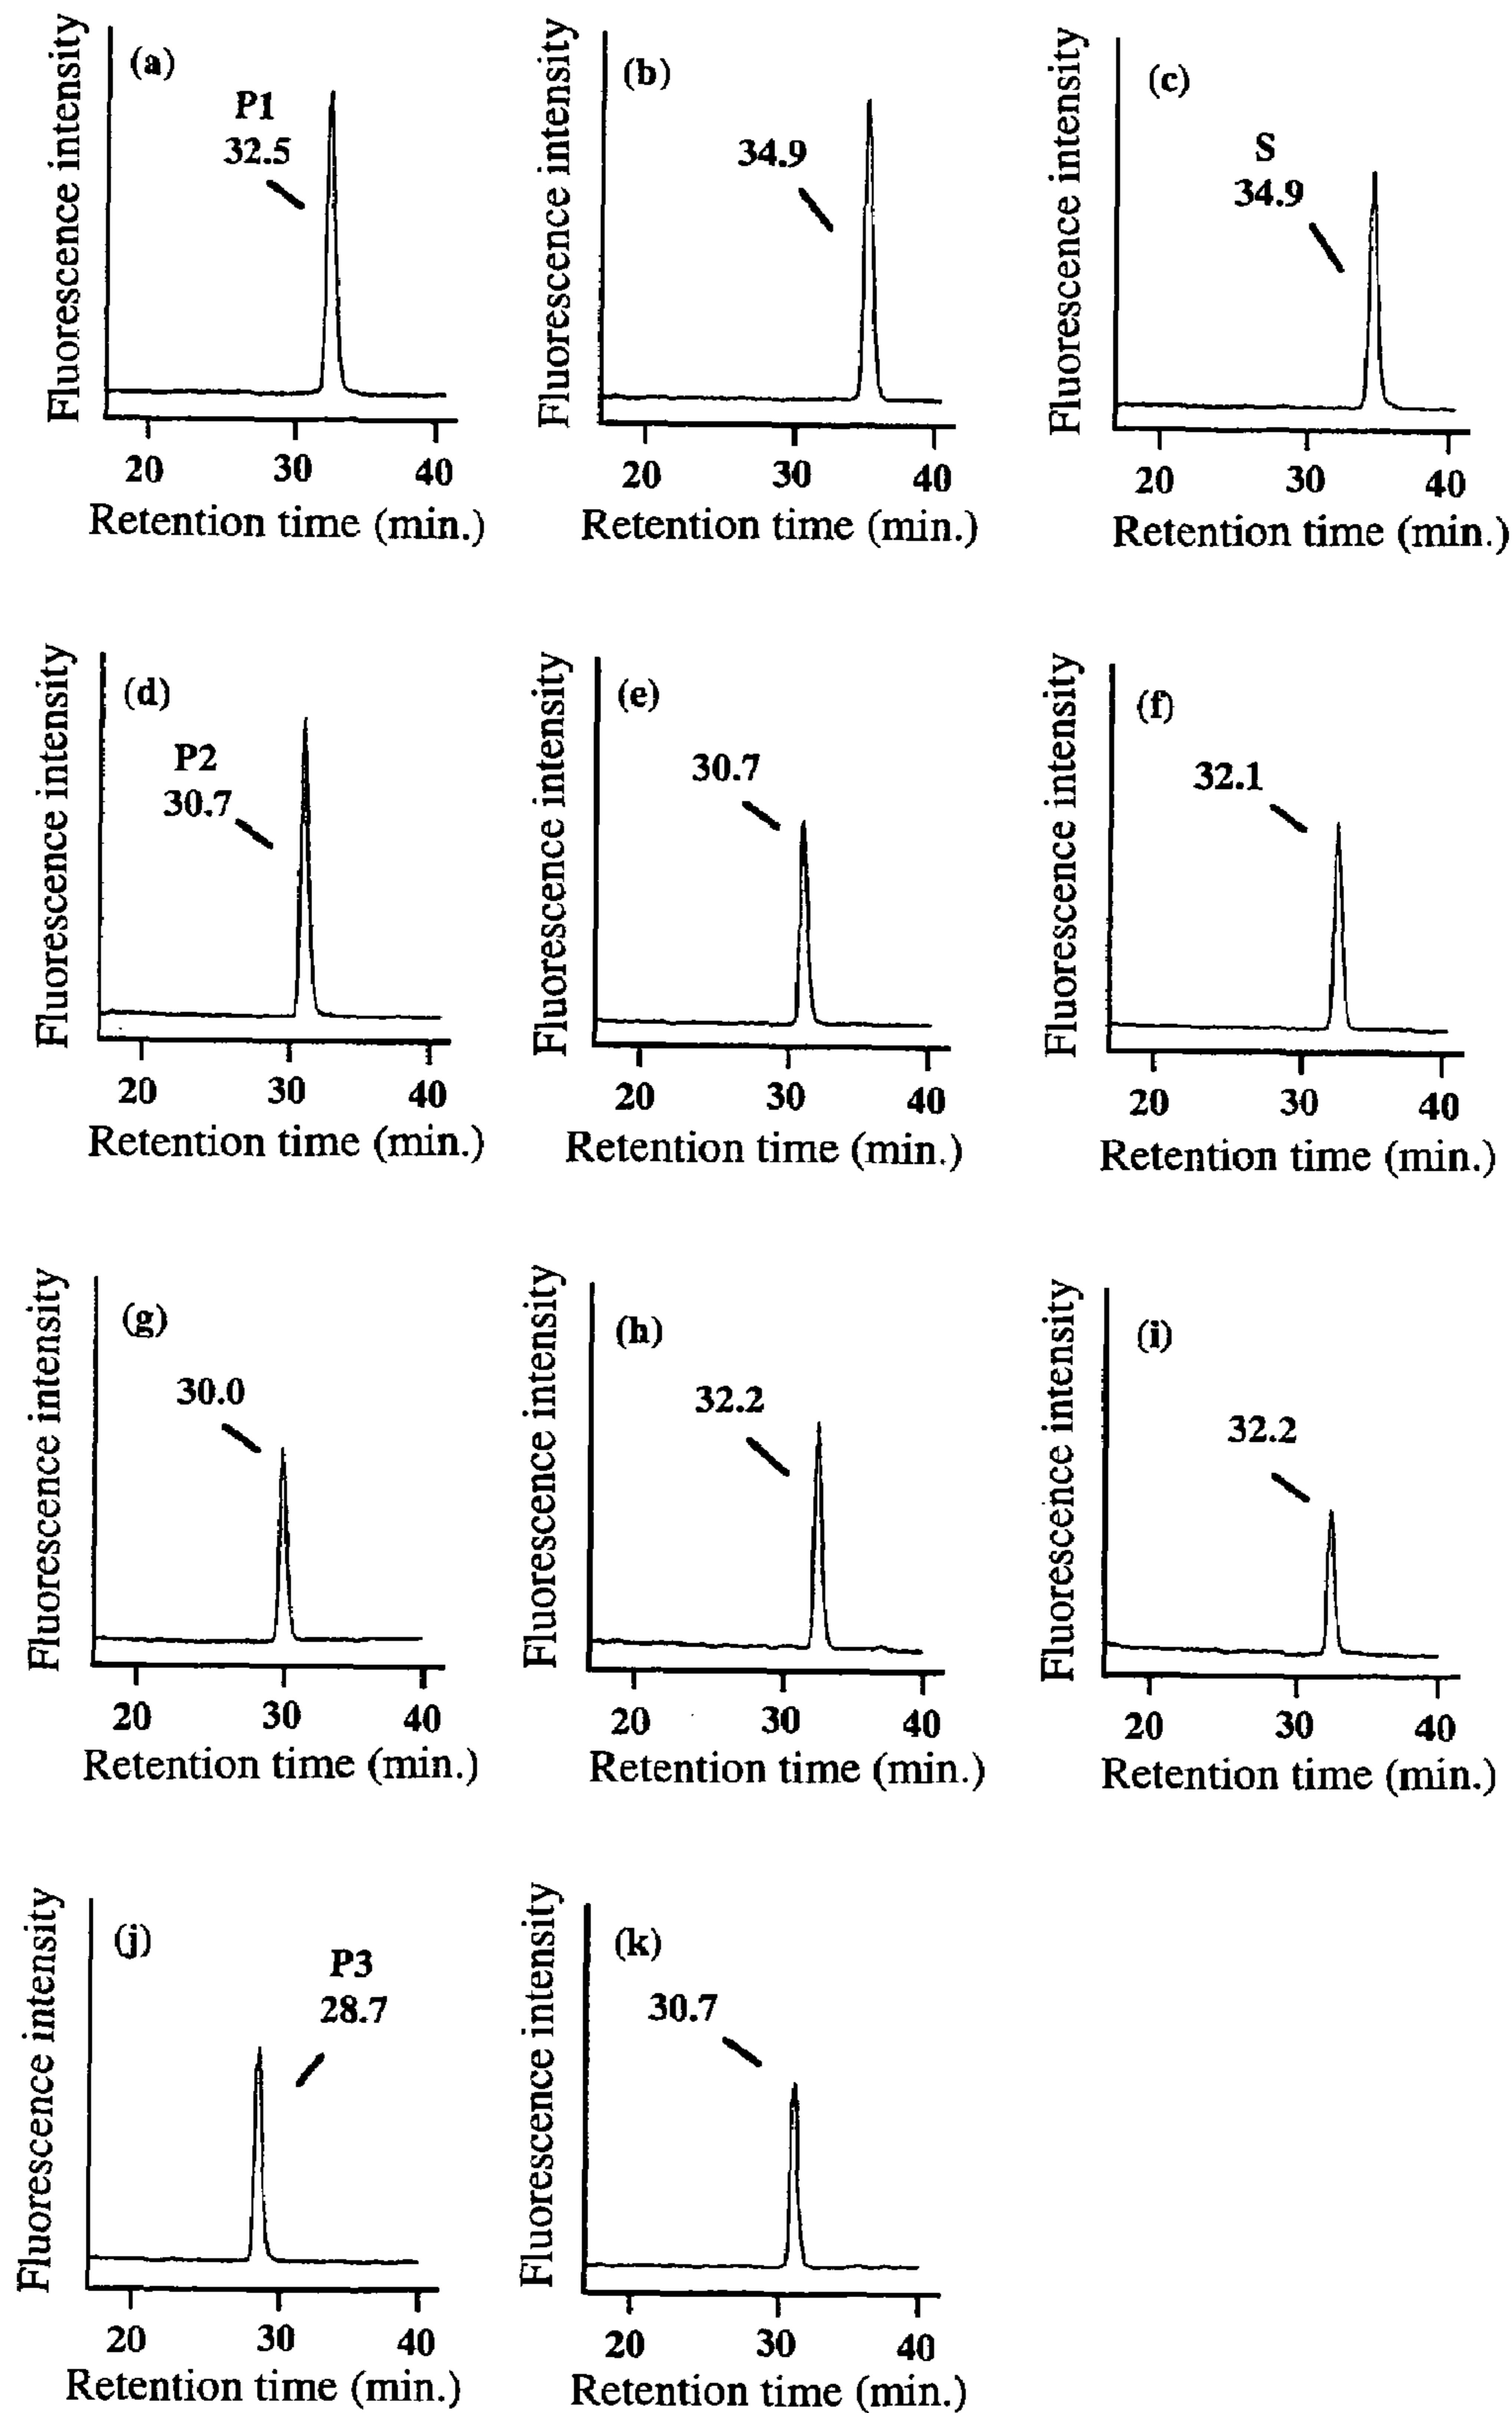 Fluorescence intensity
(a)
P1
32.5
20 30 40
Retention time (min.)
Fluorescence intensity
(b)
34.9
20 30 40
Retention time (min.)
Fluorescence intensity
(c)
S
34.9
20 30 40
Retention time (min.)
Fluorescence intensity
(d)
P2
30.7
20 30 40
Retention time (min.)
Fluorescence intensity
(e)
30.7
20 30 40
Retention time (min.)
Fluorescence intensity
(f)
32.1
20 30 40
Retention time (min.)
Fluorescence intensity
(g)
30.0
20 30 40
Retention time (min.)
Fluorescence intensity
(h)
32.2
20 30 40
Retention time (min.)
Fluorescence intensity
(i)
32.2
20 30 40
Retention time (min.)
Fluorescence intensity
(j)
P3
28.7
20 30 40
Retention time (min.)
Fluorescence intensity
(k)
30.7
20 30 40
Retention time (min.)